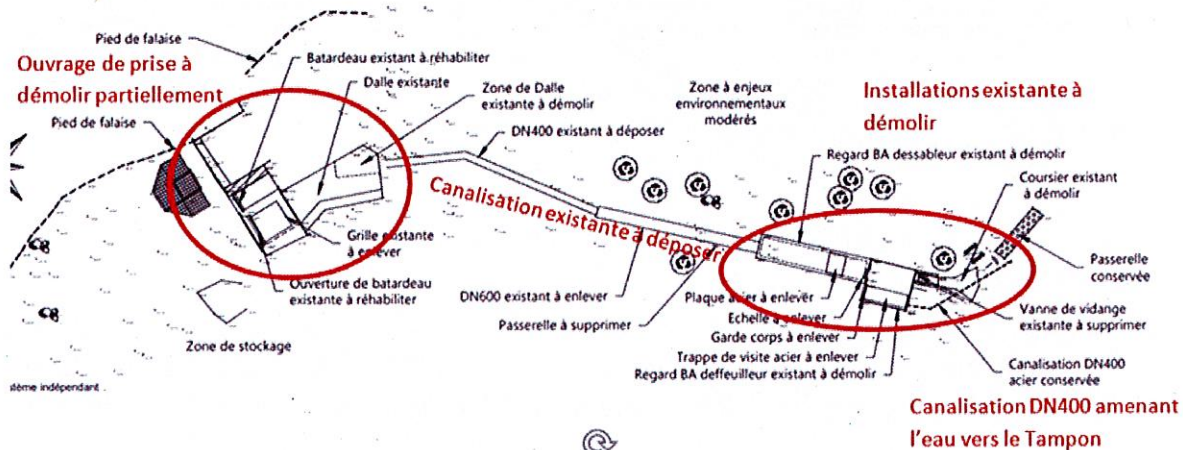 Pied de falaise
Ouvrage de prise à
démolir partiellement
Batardeau existant à réhabiliter
Dalle existante
Pied de falaise
Zone de Dalle
existante à démolir
DN400 existant à déposer
Zone à enjeux
environnementaux
modérés
Installations existante à
démolir
Regard BA dessableur existant à démolir
Coursier existant
à démolir
Canalisation existante à déposer
Grille existante
à enlever
Ouverture de batardeau
existante à réhabiliter
Zone de stockage
DN600 existant à enlever
Passerelle à supprimer
Plaque acier à enlever
Echelle à enlever
Garde corps à enlever
Trappe de visite acier à enlever
Regard BA deffeuilleur existant à démolir
Passerelle
conservée
Vanne de vidange
existante à supprimer
Canalisation DN400
acier conservée
stème indépendant
Canalisation DN400 amenant
l'eau vers le Tampon